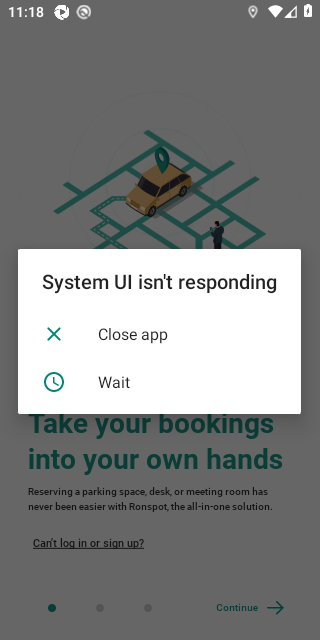 11:18
System UI isn't responding
Close app
Wait
Take your bookings
into your own hands
Reserving a parking space, desk, or meeting room has
never been easier with Ronspot, the all-in-one solution.
Can't log in or sign up?
Continue